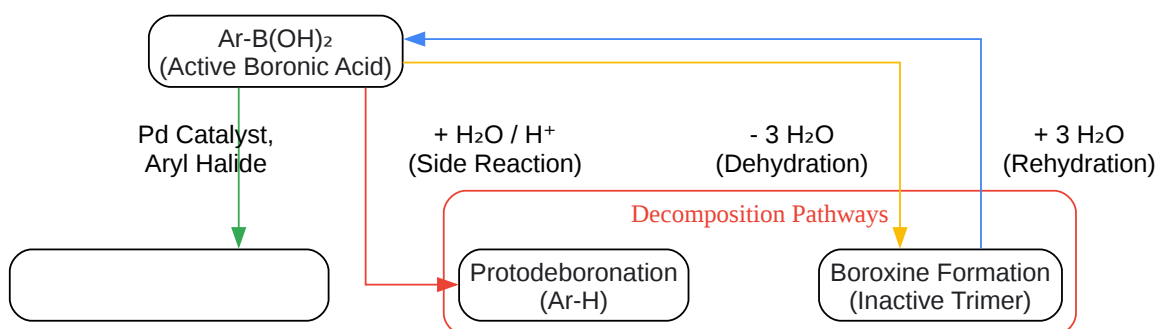 Ar-B(OH)₂
(Active Boronic Acid)
Pd Catalyst,
Aryl Halide
+ H₂O / H⁺
(Side Reaction)
- 3 H₂O
(Dehydration)
+ 3 H₂O
(Rehydration)
Decomposition Pathways
Protodeboronation
(Ar-H)
Boroxine Formation
(Inactive Trimer)